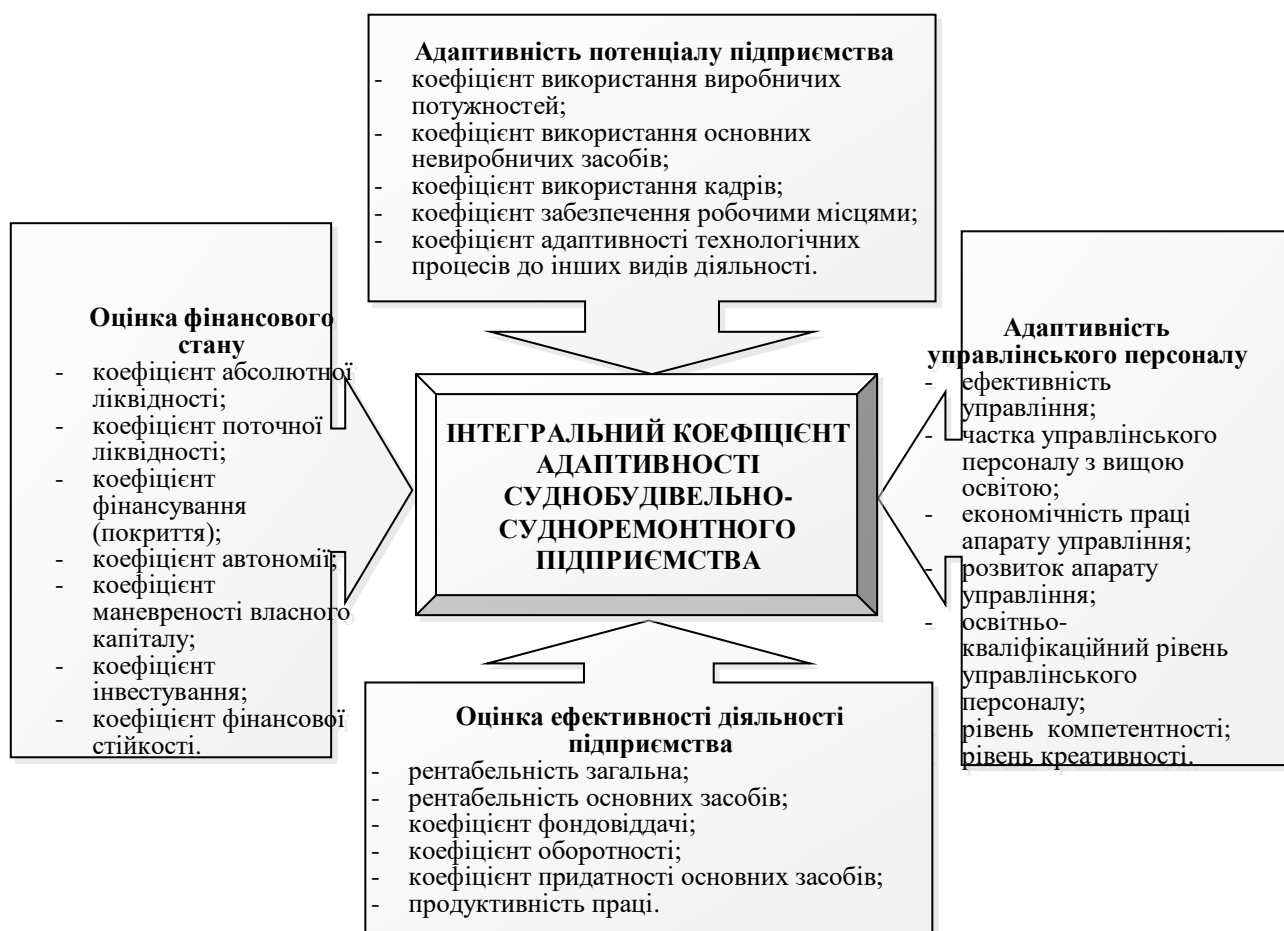 Адаптивність потенціалу підприємства
- коефіцієнт використання виробничих
потужностей;
- коефіцієнт використання основних
невиробничих засобів;
- коефіцієнт використання кадрів;
- коефіцієнт забезпечення робочими місцями;
- коефіцієнт адаптивності технологічних
процесів до інших видів діяльності.
Оцінка фінансового
стану
- коефіцієнт абсолютної
ліквідності;
- коефіцієнт поточної
ліквідності;
- коефіцієнт
фінансування
(покриття);
- коефіцієнт автономії;
- коефіцієнт
маневреності власного
капіталу;
- коефіцієнт
інвестування;
- коефіцієнт фінансової
стійкості.
ІНТЕГРАЛЬНИЙ КОЕФІЦІЄНТ
АДАПТИВНОСТІ
СУДНОБУДІВЕЛЬНО-
СУДНОРЕМОНТНОГО
ПІДПРИЄМСТВА
Адаптивність
управлінського персоналу
- ефективність
управління;
- частка управлінського
персоналу з вищою
освітою;
- економічність праці
апарату управління;
- розвиток апарату
управління;
- освітньо-
кваліфікаційний рівень
управлінського
персоналу;
рівень компетентності;
рівень креативності.
Оцінка ефективності діяльності
підприємства
- рентабельність загальна;
- рентабельність основних засобів;
- коефіцієнт фондовіддачі;
- коефіцієнт оборотності;
- коефіцієнт придатності основних засобів;
- продуктивність праці.